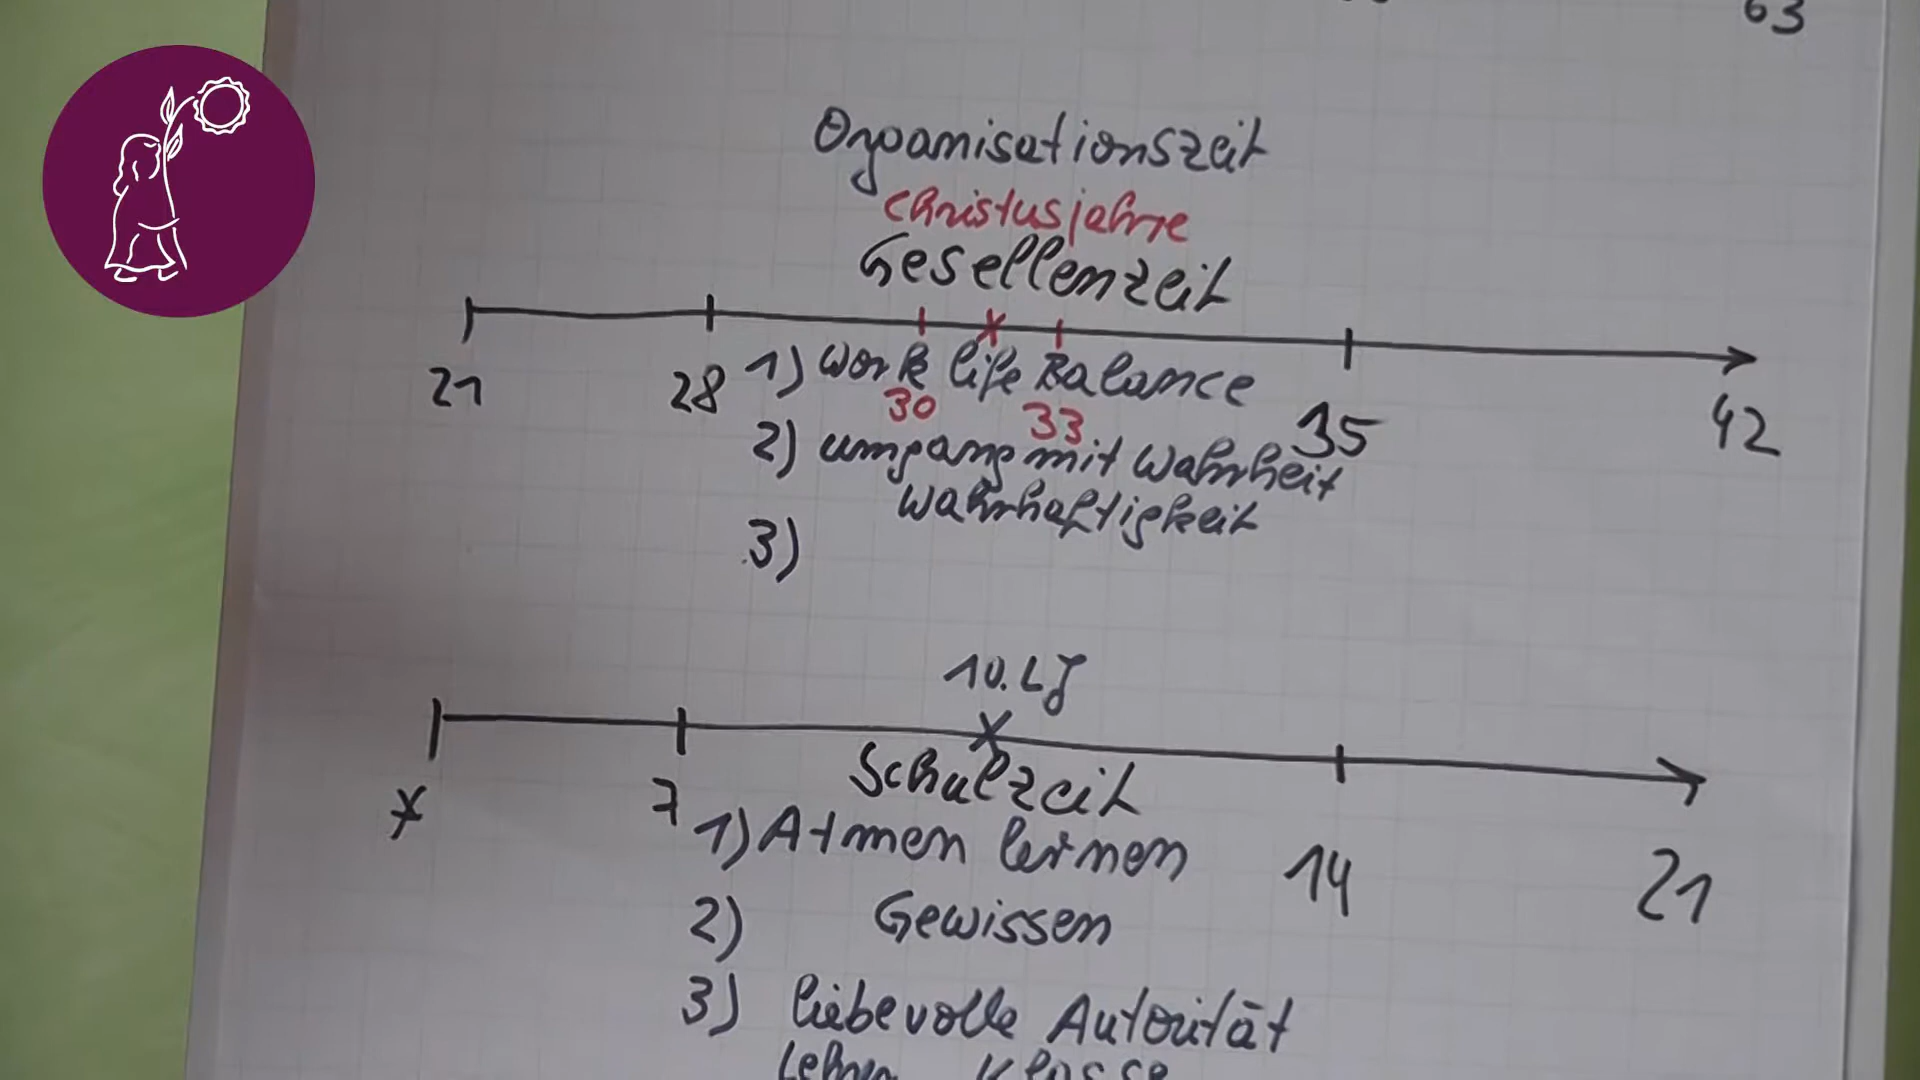 63
Organisationszeit
Christusjahre
Gesellenzeit
21 28 35 42
1) Work life Balance
30 33
2) Umgang mit Wahrheit
Wahrhaftigkeit
3)
10. LJ
Schulzeit
* 7 14 21
1) Atmen lernen
2) Gewissen
3) liebevolle Autorität
Klasse